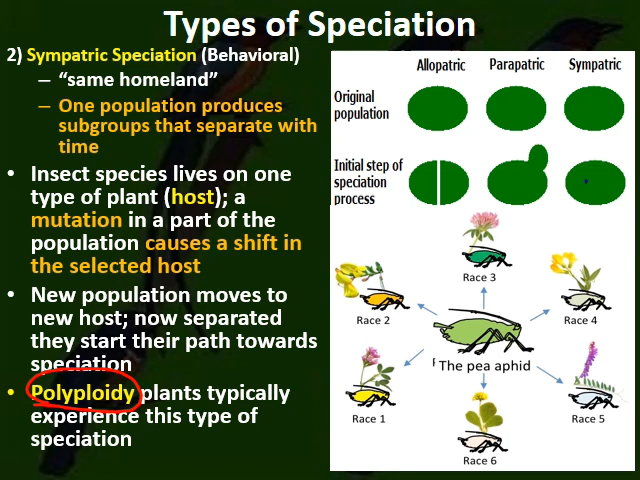 Types of Speciation
2) Sympatric Speciation (Behavioral)
– “same homeland”
– One population produces
subgroups that separate with
time
• Insect species lives on one
type of plant (host); a
mutation in a part of the
population causes a shift in
the selected host
• New population moves to
new host; now separated
they start their path towards
speciation
• Polyploidy plants typically
experience this type of
speciation
Allopatric Parapatric Sympatric
Original
population
Initial step of
speciation
process
Race 3
Race 2
Race 4
The pea aphid
Race 1
Race 5
Race 6